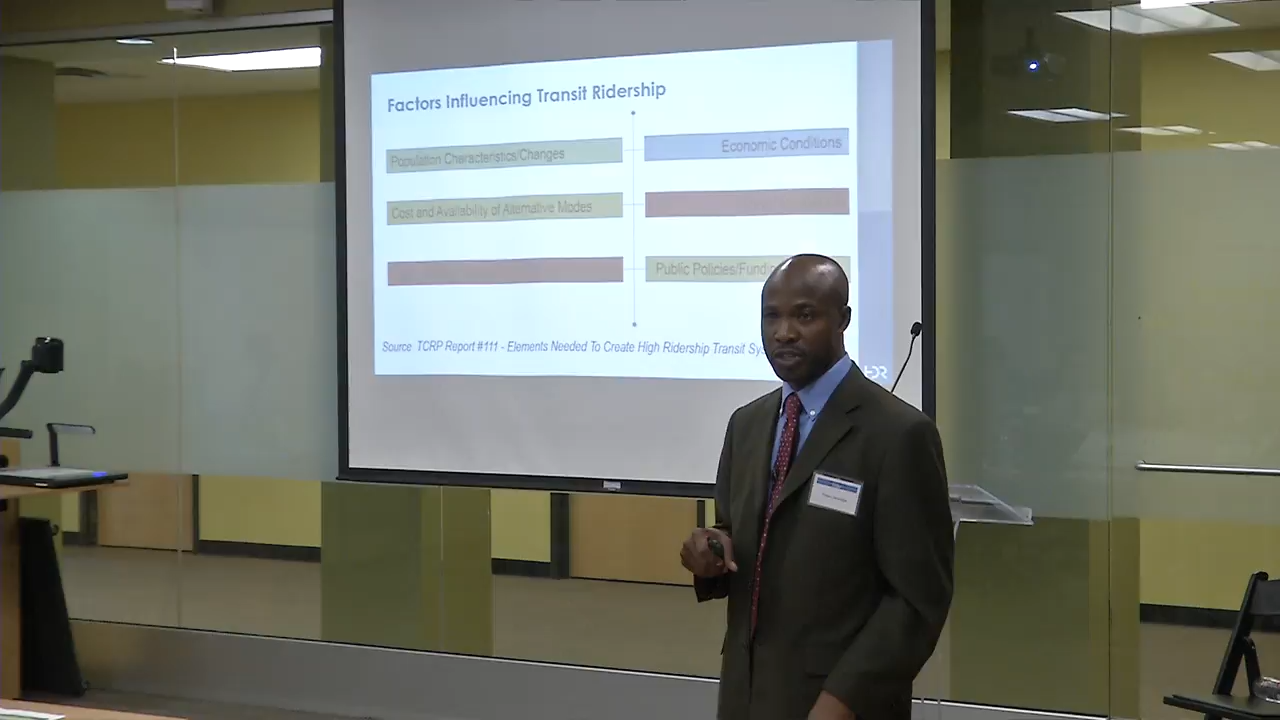 Factors Influencing Transit Ridership
Population Characteristics/Changes
Economic Conditions
Cost and Availability of Alternative Modes
Public Policies/Fund
Source TCRP Report #111 - Elements Needed To Create High Ridership Transit Sy
HDR